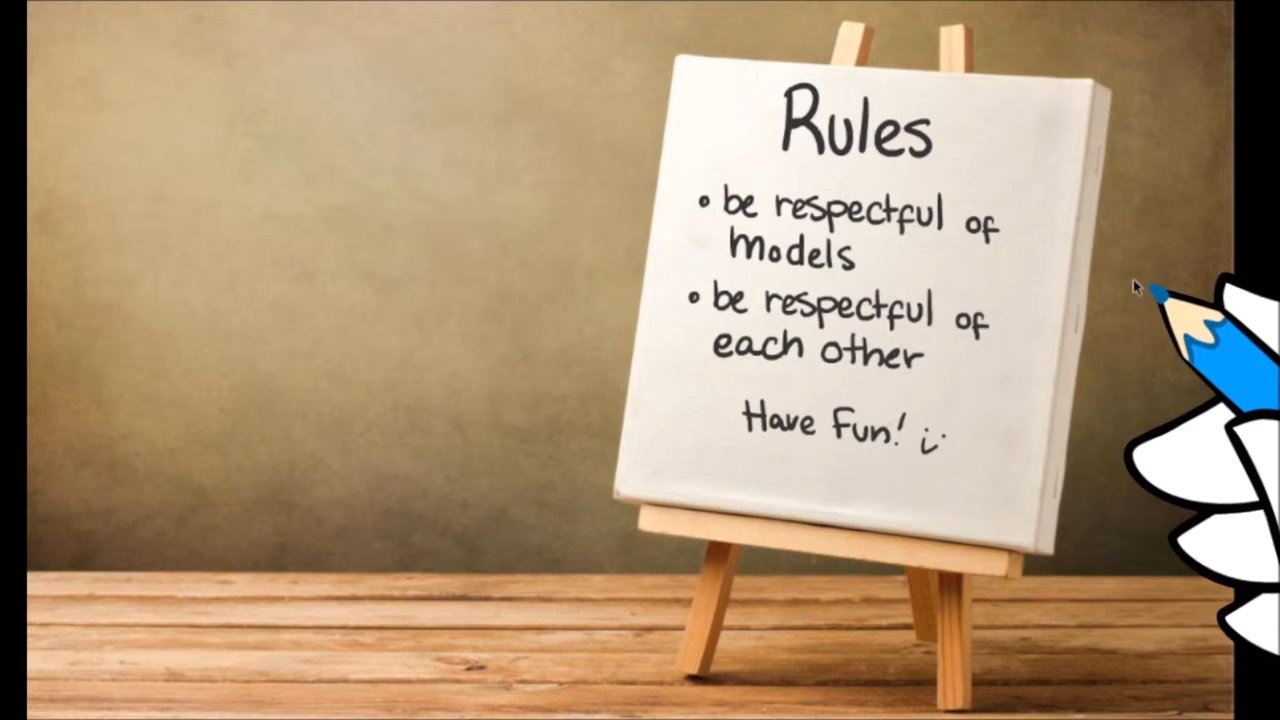 Rules
• be respectful of
models
• be respectful of
each other
Have Fun! :)